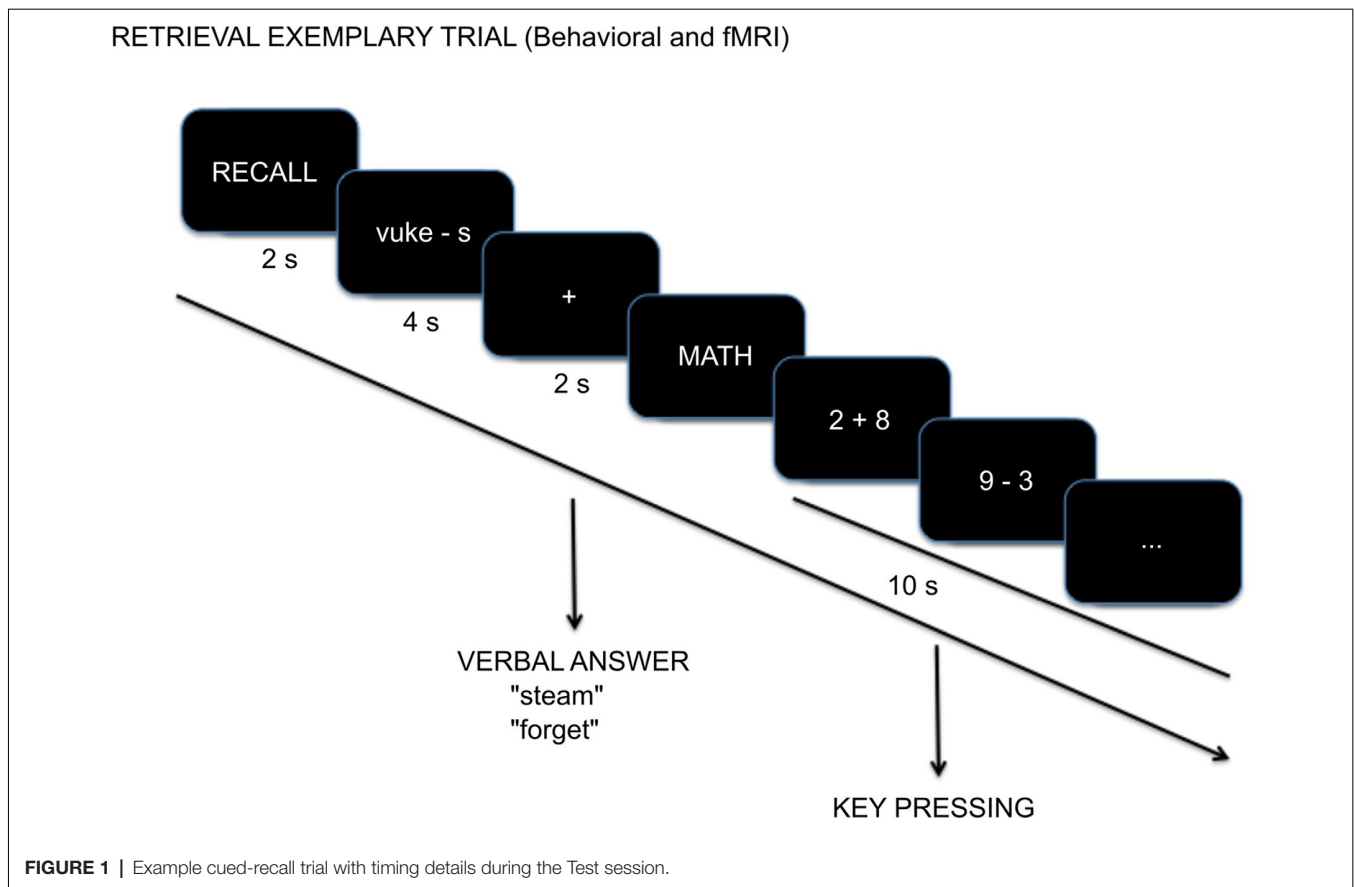 RETRIEVAL EXEMPLARY TRIAL (Behavioral and fMRI)
RECALL
2 s
vuke - s
4 s
+
2 s
MATH
2 + 8
9 - 3
...
10 s
VERBAL ANSWER
"steam"
"forget"
KEY PRESSING
FIGURE 1 | Example cued-recall trial with timing details during the Test session.